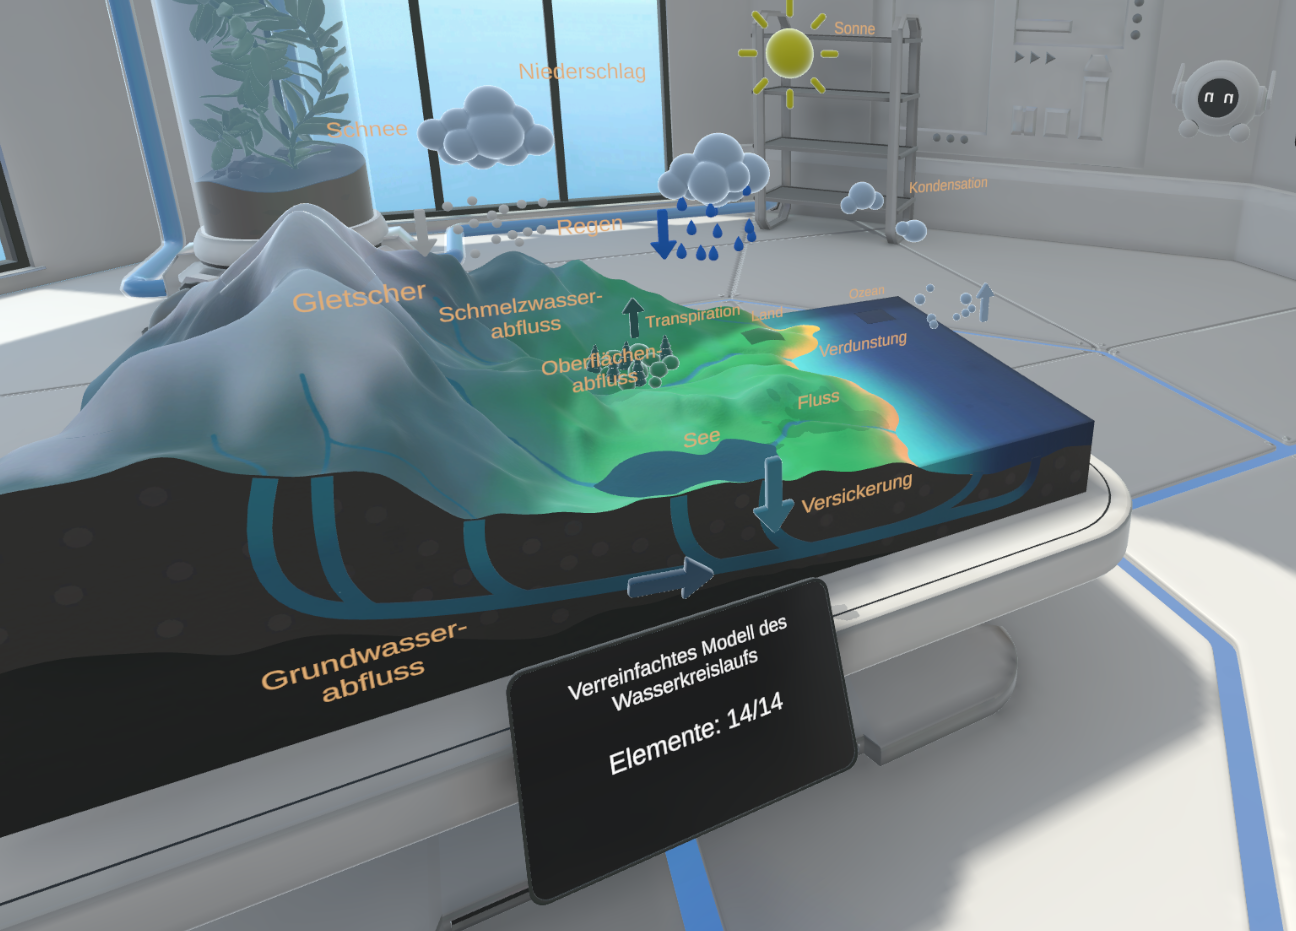 Sonne
Niederschlag
Schnee
Kondensation
Regen
Gletscher
Schmelzwasser-
abfluss
Transpiration
Land
Ozean
Verdunstung
Oberflächen-
abfluss
Fluss
See
Versickerung
Grundwasser-
abfluss
Verreinfachtes Modell des
Wasserkreislaufs
Elemente: 14/14